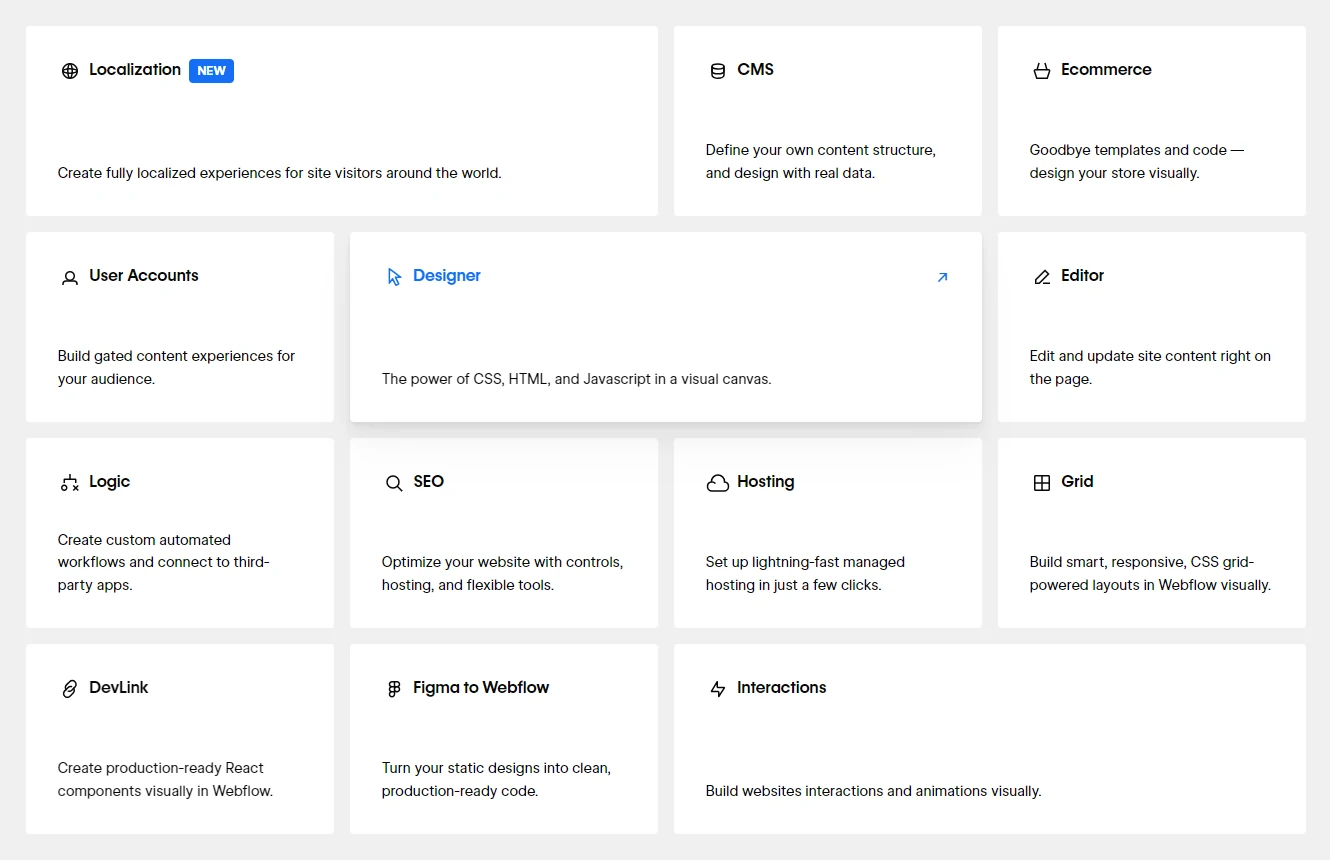 Localization NEW
Create fully localized experiences for site visitors around the world.
CMS
Define your own content structure,
and design with real data.
Ecommerce
Goodbye templates and code —
design your store visually.
User Accounts
Build gated content experiences for
your audience.
Designer
The power of CSS, HTML, and Javascript in a visual canvas.
Editor
Edit and update site content right on
the page.
Logic
Create custom automated
workflows and connect to third-
party apps.
SEO
Optimize your website with controls,
hosting, and flexible tools.
Hosting
Set up lightning-fast managed
hosting in just a few clicks.
Grid
Build smart, responsive, CSS grid-
powered layouts in Webflow visually.
DevLink
Create production-ready React
components visually in Webflow.
Figma to Webflow
Turn your static designs into clean,
production-ready code.
Interactions
Build websites interactions and animations visually.